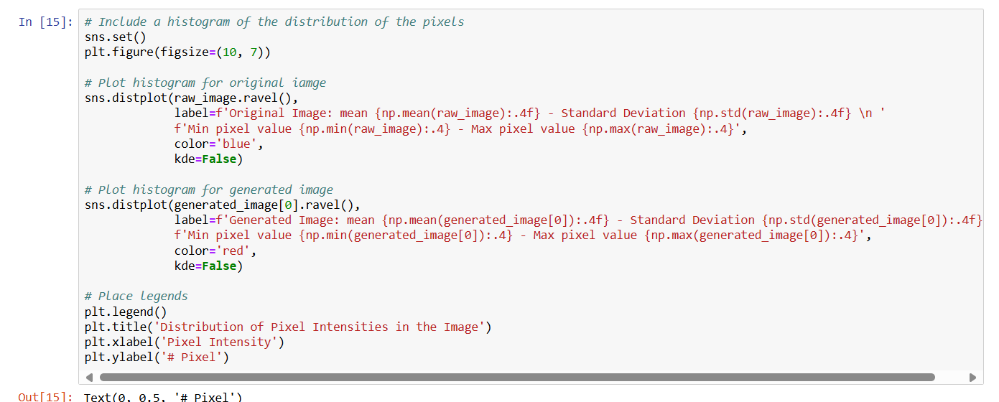 In [15]: # Include a histogram of the distribution of the pixels
sns.set()
plt.figure(figsize=(10, 7))
# Plot histogram for original iamge
sns.distplot(raw_image.ravel(),
label=f'Original Image: mean {np.mean(raw_image):.4f} - Standard Deviation {np.std(raw_image):.4f} \n '
f'Min pixel value {np.min(raw_image):.4} - Max pixel value {np.max(raw_image):.4}',
color='blue',
kde=False)
# Plot histogram for generated image
sns.distplot(generated_image[0].ravel(),
label=f'Generated Image: mean {np.mean(generated_image[0]):.4f} - Standard Deviation {np.std(generated_image[0]):.4f}
f'Min pixel value {np.min(generated_image[0]):.4} - Max pixel value {np.max(generated_image[0]):.4}',
color='red',
kde=False)
# Place legends
plt.legend()
plt.title('Distribution of Pixel Intensities in the Image')
plt.xlabel('Pixel Intensity')
plt.ylabel('# Pixel')
Out[15]: Text(0, 0.5, '# Pixel')